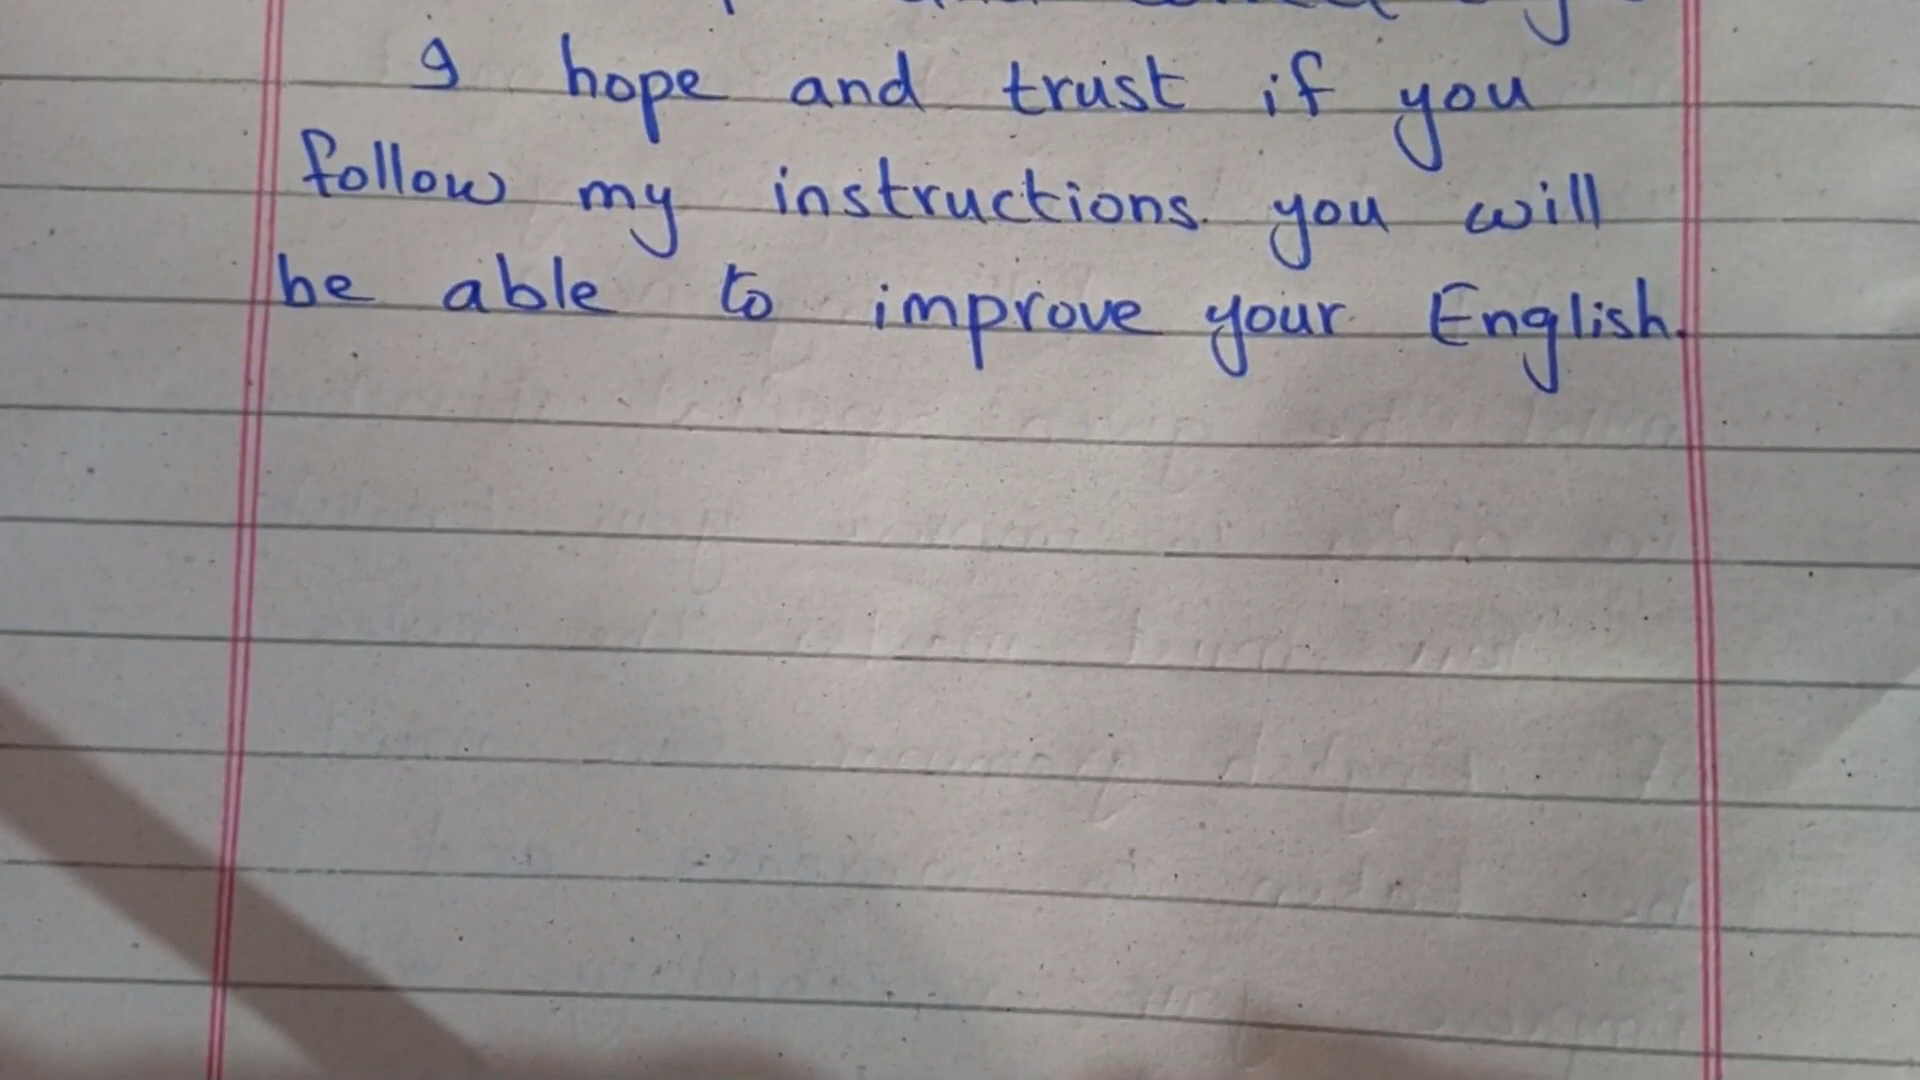 I hope and trust if you
follow my instructions you will
be able to improve your English.